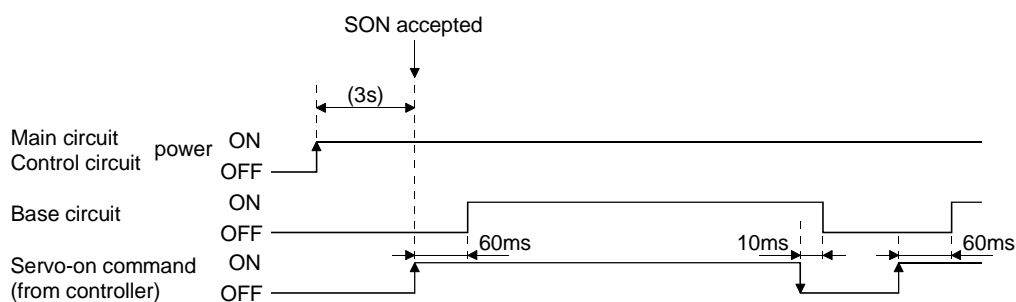 SON accepted
(3s)
Main circuit
Control circuit
power
ON
OFF
Base circuit
ON
OFF
60ms
10ms
60ms
Servo-on command
(from controller)
ON
OFF